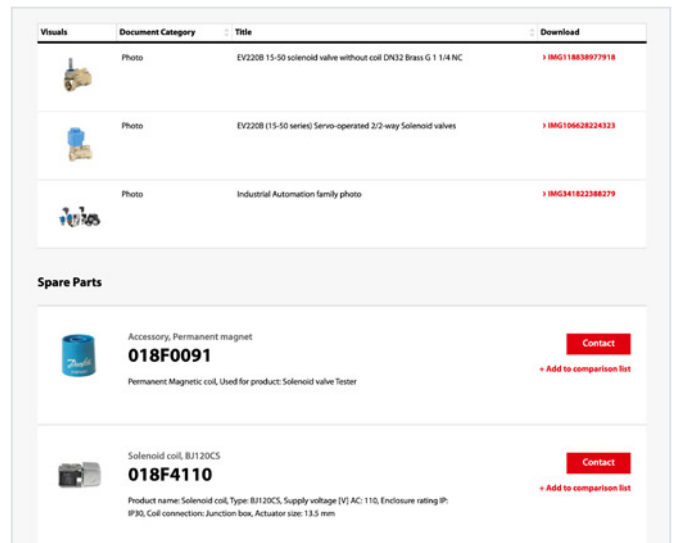 Visuals Document Category Title Download
Photo EV220B 15-50 solenoid valve without coil DN32 Brass G 1 1/4 NC > IMG118838977918
Photo EV220B (15-50 series) Servo-operated 2/2-way Solenoid valves > IMG106628224323
Photo Industrial Automation family photo > IMG341822388279
Spare Parts
Danfoss
Accessory, Permanent magnet
018F0091
Permanent Magnetic coil, Used for product: Solenoid valve Tester
Contact
+ Add to comparison list
Solenoid coil, BJ120CS
018F4110
Product name: Solenoid coil, Type: BJ120CS, Supply voltage [V] AC: 110, Enclosure rating IP:
IP30, Coil connection: Junction box, Actuator size: 13.5 mm
Contact
+ Add to comparison list